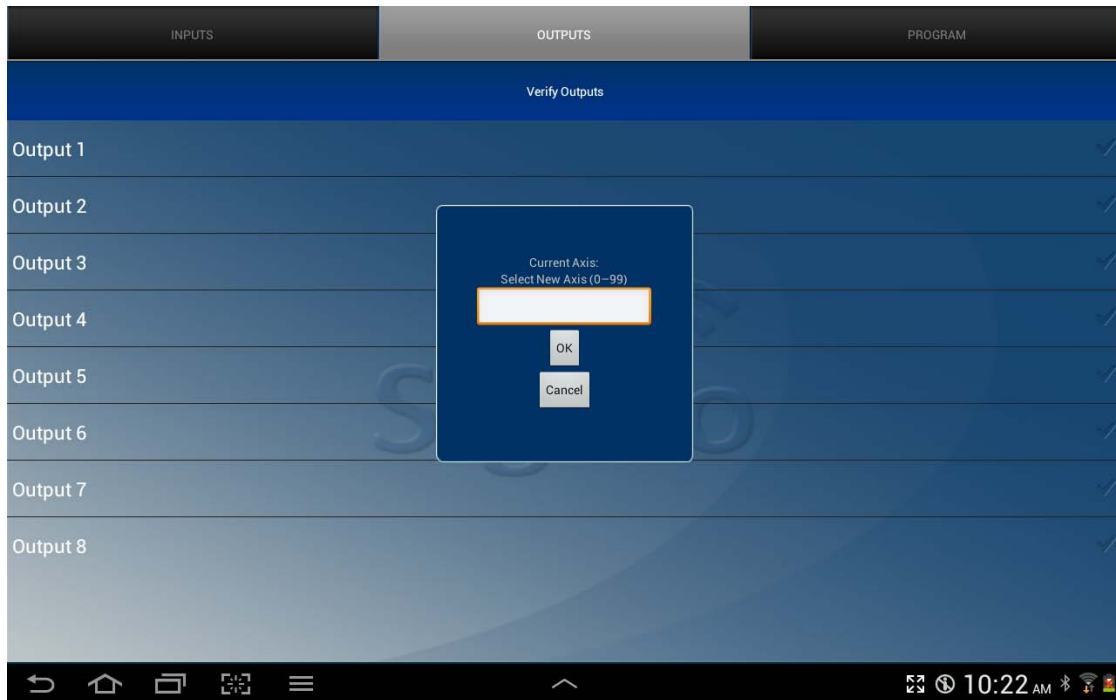 INPUTS
OUTPUTS
PROGRAM
Verify Outputs
Output 1
Output 2
Output 3
Output 4
Output 5
Output 6
Output 7
Output 8
Current Axis:
Select New Axis (0–99)
OK
Cancel
10:22 AM